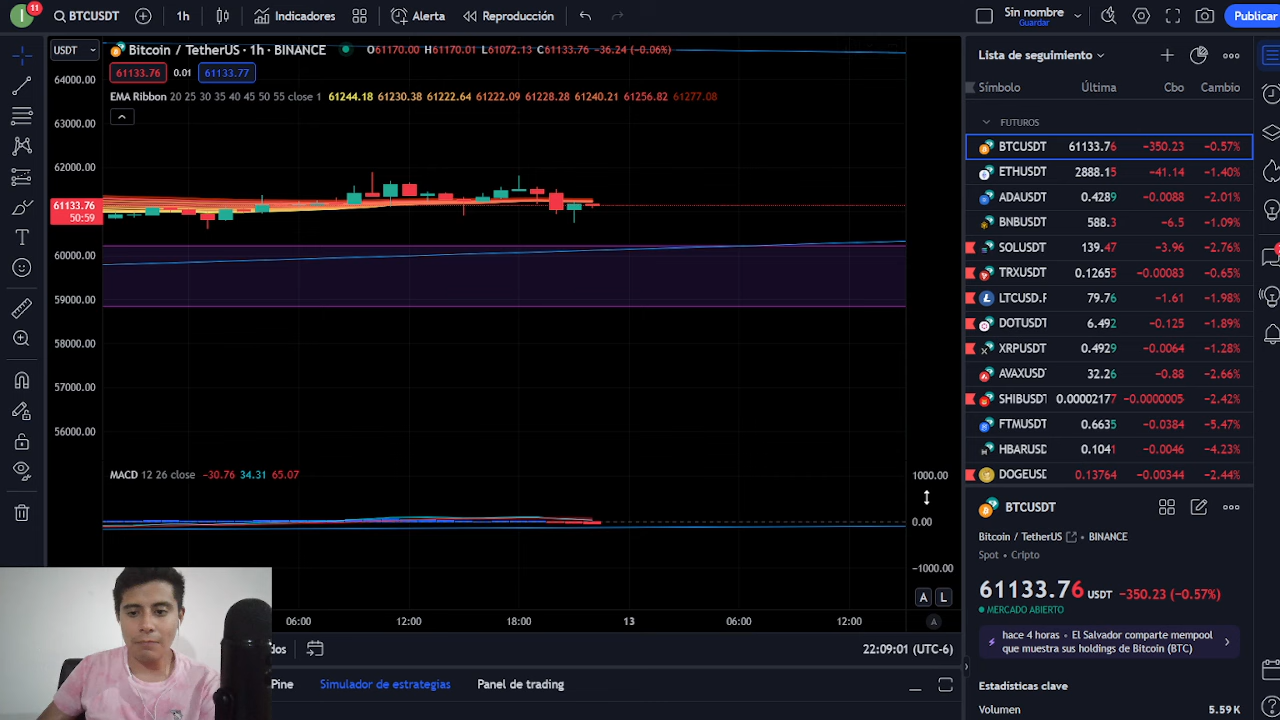 11
BTCUSDT
1h
Indicadores
Alerta
Reproducción
Sin nombre
Guardar
Publicar
USDT
Bitcoin / TetherUS · 1h · BINANCE
O61170.00 H61170.01 L61072.13 C61133.76 −36.24 (−0.06%)
61133.76 0.01 61133.77
EMA Ribbon 20 25 30 35 40 45 50 55 close 1 61244.18 61230.38 61222.64 61222.09 61228.28 61240.21 61256.82 61277.08
64000.00
63000.00
62000.00
61133.76
50:59
60000.00
59000.00
58000.00
57000.00
56000.00
MACD 12 26 close −30.76 34.31 65.07
1000.00
0.00
−1000.00
A L
06:00 12:00 18:00 13 06:00 12:00
A
dos
22:09:01 (UTC-6)
Pine
Simulador de estrategías
Panel de trading
Lista de seguimiento
Símbolo Última Cbo Cambio
FUTUROS
BTCUSDT 61133.76 −350.23 −0.57%
ETHUSDT 2888.15 −41.14 −1.40%
ADAUSDT 0.4289 −0.0088 −2.01%
BNBUSDT 588.3 −6.5 −1.09%
SOLUSDT 139.47 −3.96 −2.76%
TRXUSDT 0.12655 −0.00083 −0.65%
LTCUSD.P 79.76 −1.61 −1.98%
DOTUSDT 6.492 −0.125 −1.89%
XRPUSDT 0.4929 −0.0064 −1.28%
AVAXUSD 32.26 −0.88 −2.66%
SHIBUSDT 0.00002177 −0.0000005 −2.42%
FTMUSDT 0.6635 −0.0384 −5.47%
HBARUSD 0.1041 −0.0046 −4.23%
DOGEUSD 0.13764 −0.00344 −2.44%
BTCUSDT
Bitcoin / TetherUS • BINANCE
Spot • Cripto
61133.76 USDT −350.23 (−0.57%)
MERCADO ABIERTO
hace 4 horas • El Salvador comparte mempool
que muestra sus holdings de Bitcoin (BTC)
Estadísticas clave
Volumen 5.59 K